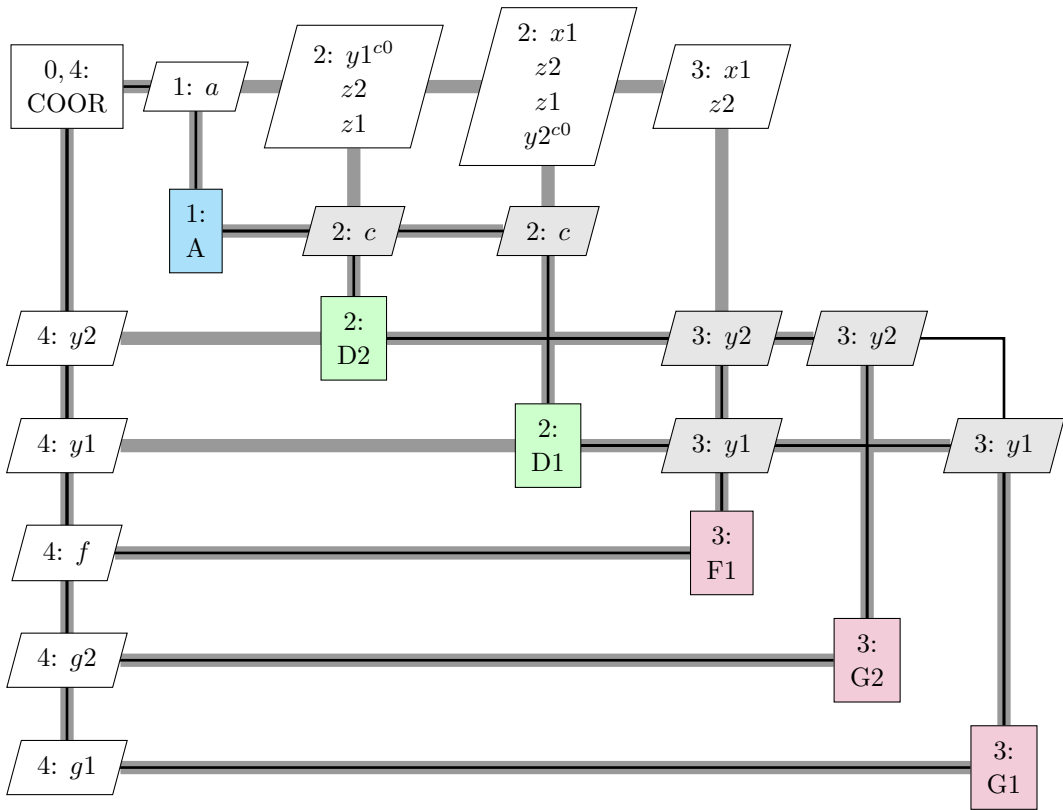 0, 4:
COOR
1: a
2: y1^{c0}
z2
z1
2: x1
z2
z1
y2^{c0}
3: x1
z2
1:
A
2: c
2: c
4: y2
2:
D2
3: y2
3: y2
4: y1
2:
D1
3: y1
3: y1
4: f
3:
F1
4: g2
3:
G2
4: g1
3:
G1